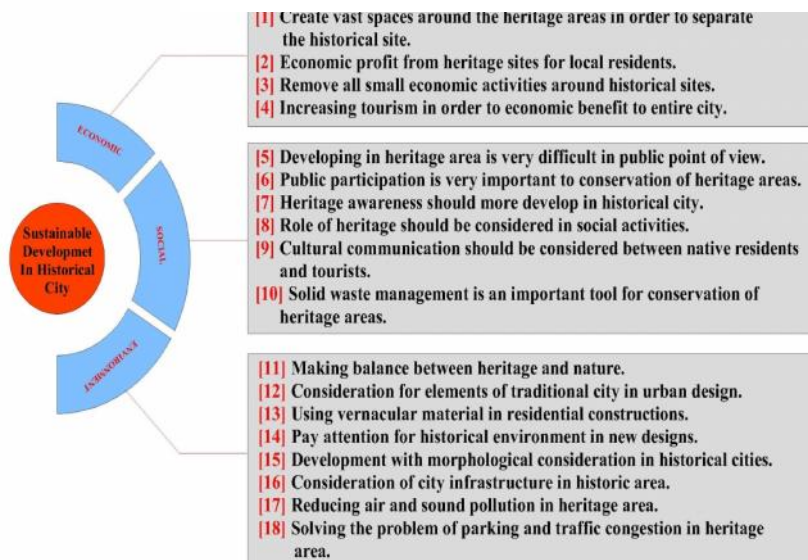 [1] Create vast spaces around the heritage areas in order to separate
the historical site.
[2] Economic profit from heritage sites for local residents.
[3] Remove all small economic activities around historical sites.
[4] Increasing tourism in order to economic benefit to entire city.
ECONOMIC
[5] Developing in heritage area is very difficult in public point of view.
[6] Public participation is very important to conservation of heritage areas.
[7] Heritage awareness should more develop in historical city.
[8] Role of heritage should be considered in social activities.
[9] Cultural communication should be considered between native residents
and tourists.
[10] Solid waste management is an important tool for conservation of
heritage areas.
SOCIAL
Sustainable
Developmet
In Historical
City
ENVIRONMENT
[11] Making balance between heritage and nature.
[12] Consideration for elements of traditional city in urban design.
[13] Using vernacular material in residential constructions.
[14] Pay attention for historical environment in new designs.
[15] Development with morphological consideration in historical cities.
[16] Consideration of city infrastructure in historic area.
[17] Reducing air and sound pollution in heritage area.
[18] Solving the problem of parking and traffic congestion in heritage
area.